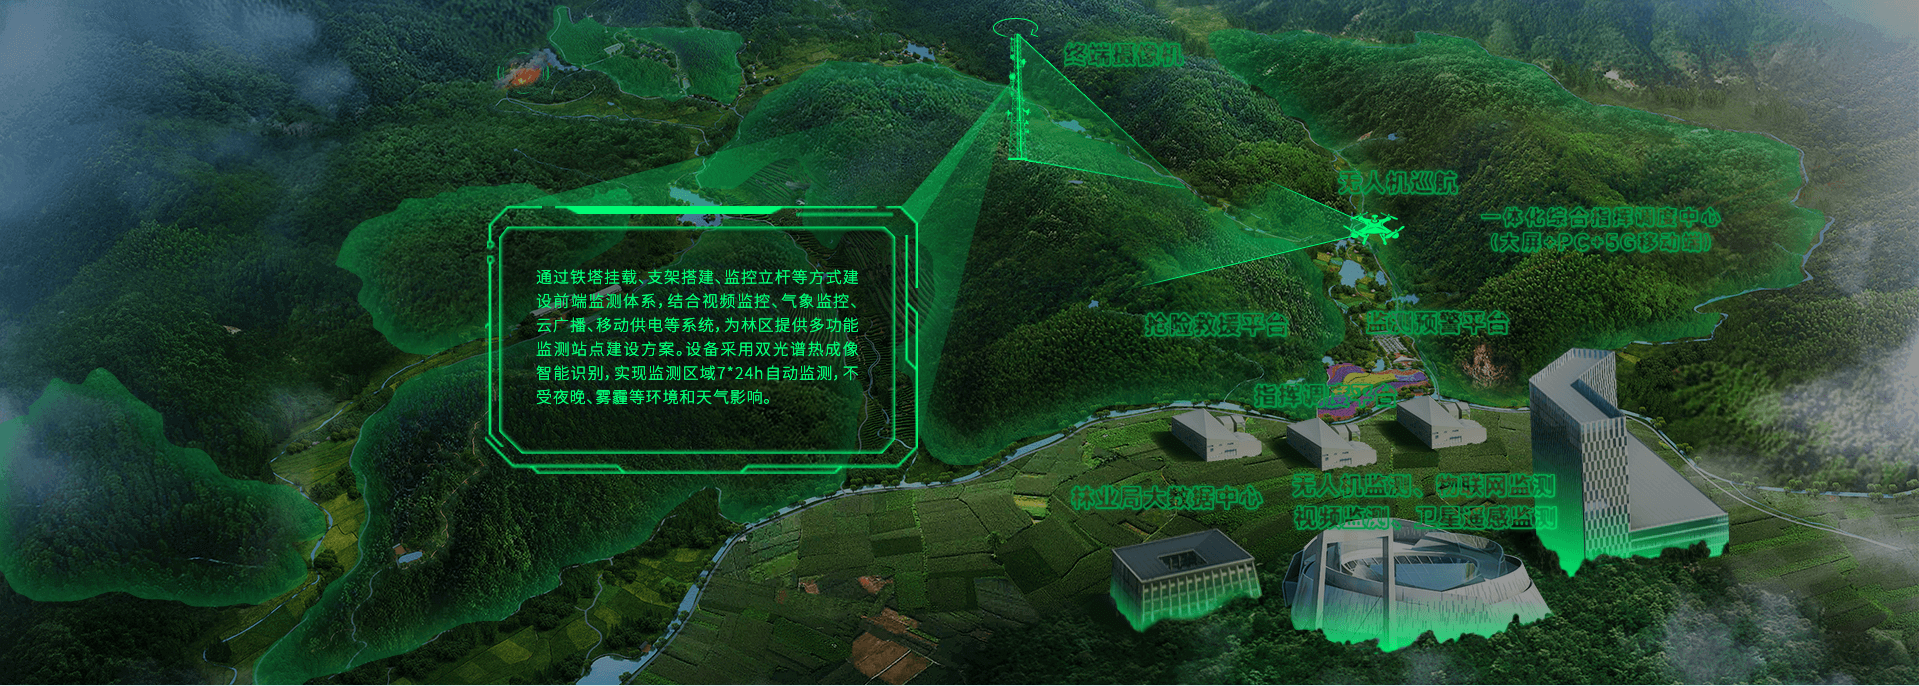 终端摄像机
无人机巡航
一体化综合指挥调度中心
(大屏+PC+5G移动端)
通过铁塔挂载、支架搭建、监控立杆等方式建
设前端监测体系，结合视频监控、气象监控、
云广播、移动供电等系统，为林区提供多功能
监测站点建设方案。设备采用双光谱热成像
智能识别，实现监测区域7*24h自动监测，不
受夜晚、雾霾等环境和天气影响。
抢险救援平台
监测预警平台
指挥调度平台
林业局大数据中心
无人机监测、物联网监测
视频监测、卫星遥感监测